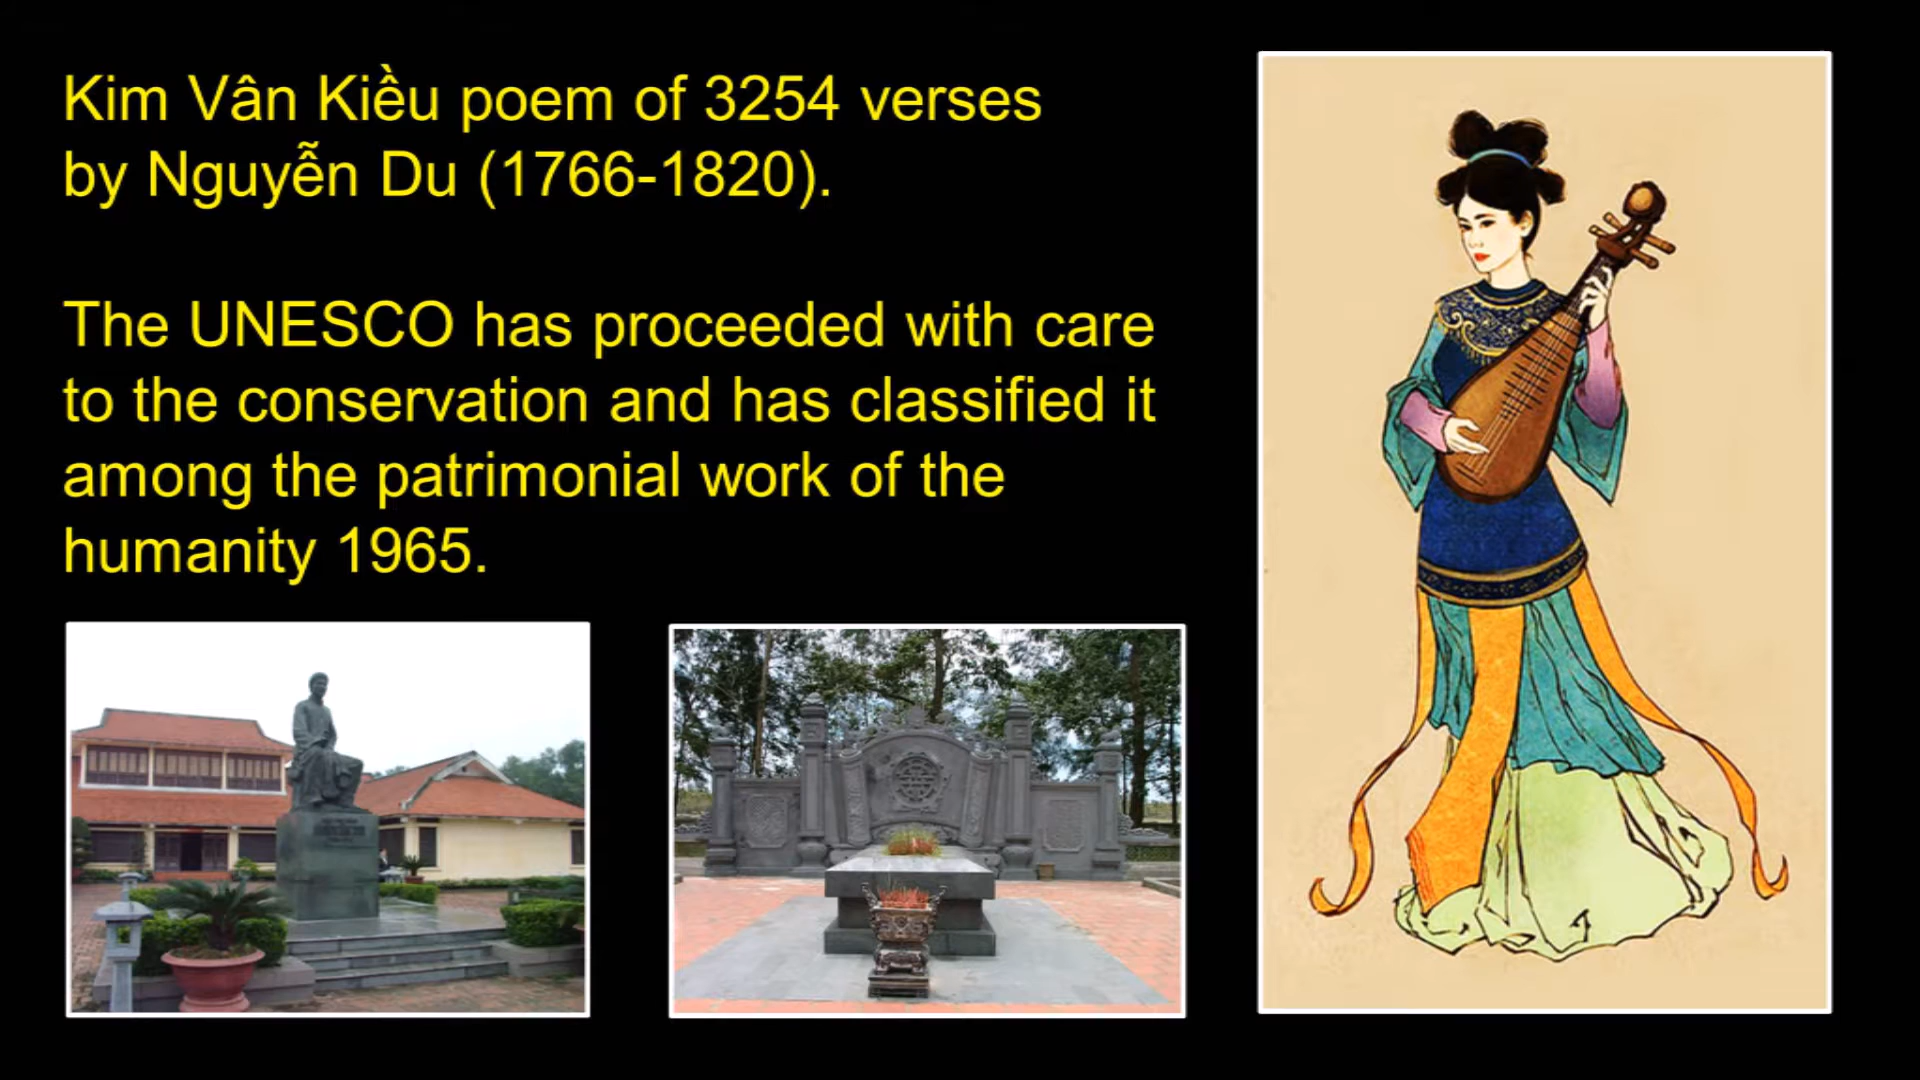 Kim Vân Kiều poem of 3254 verses
by Nguyễn Du (1766-1820).
The UNESCO has proceeded with care
to the conservation and has classified it
among the patrimonial work of the
humanity 1965.